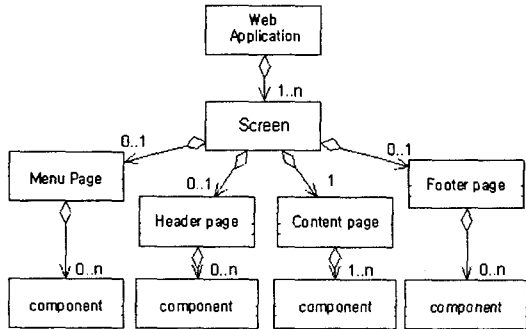 Web
Application
1..n
Screen
0..1
0..1
Menu Page
0..1
1
Footer page
Header page
Content page
0..n
0..n
1..n
0..n
component
component
component
component